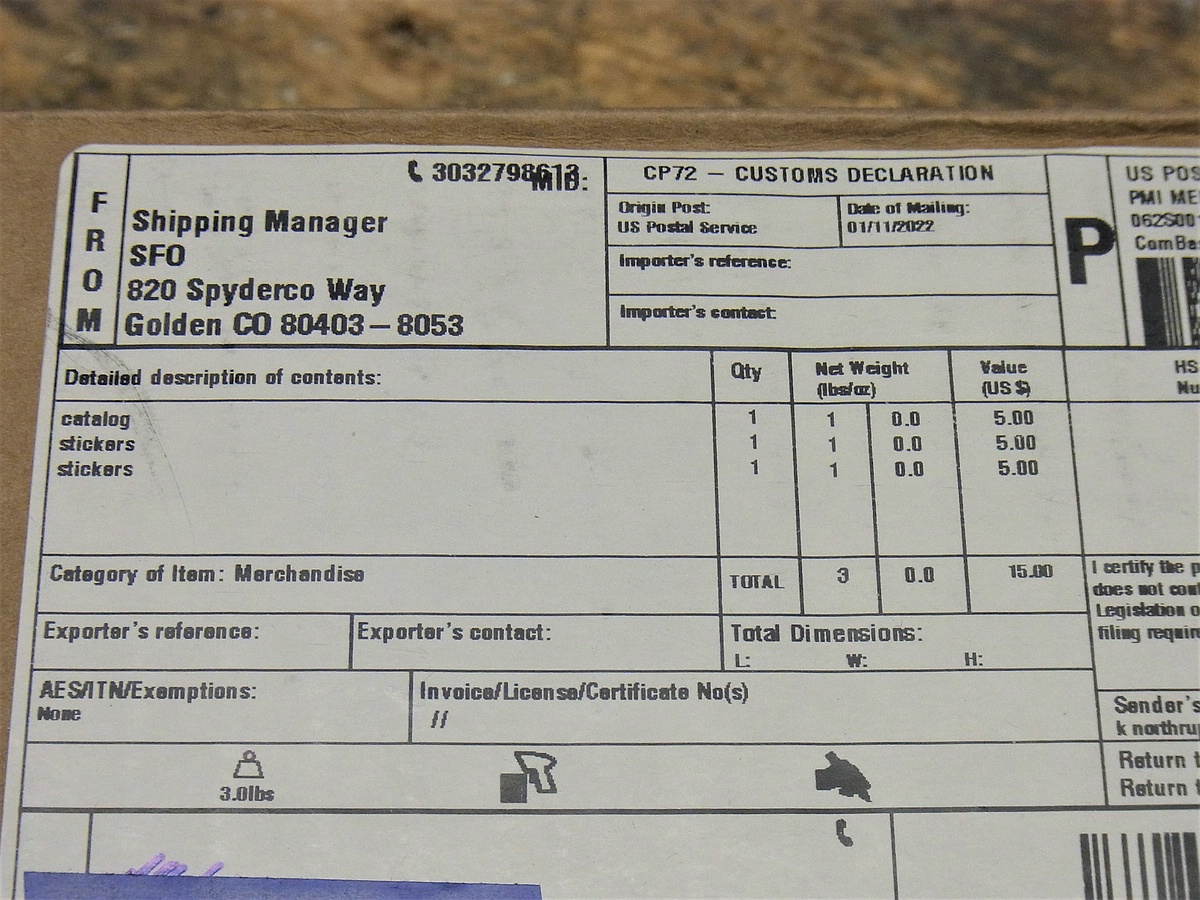 FROM
3032798613
MID:
Shipping Manager
SFO
820 Spyderco Way
Golden CO 80403-8053
CP72 - CUSTOMS DECLARATION
Origin Post:
US Postal Service
Date of Mailing:
01/11/2022
Importer's reference:
Importer's contact:
P
US POS
PMI ME
062S00
ComBas
Detailed description of contents:
Qty
Net Weight
(lbs/oz)
Value
(US $)
HS
Nu
catalog 1 1 0.0 5.00
stickers 1 1 0.0 5.00
stickers 1 1 0.0 5.00
Category of Item: Merchandise
TOTAL 3 0.0 15.00
I certify the p
does not cont
Legislation o
filing require
Exporter's reference:
Exporter's contact:
Total Dimensions:
L: W: H:
AES/ITN/Exemptions:
None
Invoice/License/Certificate No(s)
//
Sender's
k northru
3.0lbs
Return t
Return t